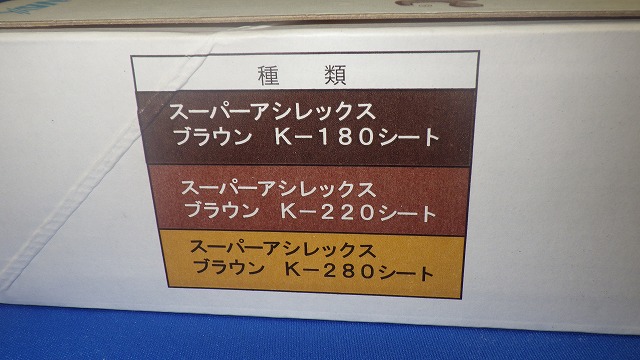 種 類
スーパーアシレックス
ブラウン K-180シート
スーパーアシレックス
ブラウン K-220シート
スーパーアシレックス
ブラウン K-280シート